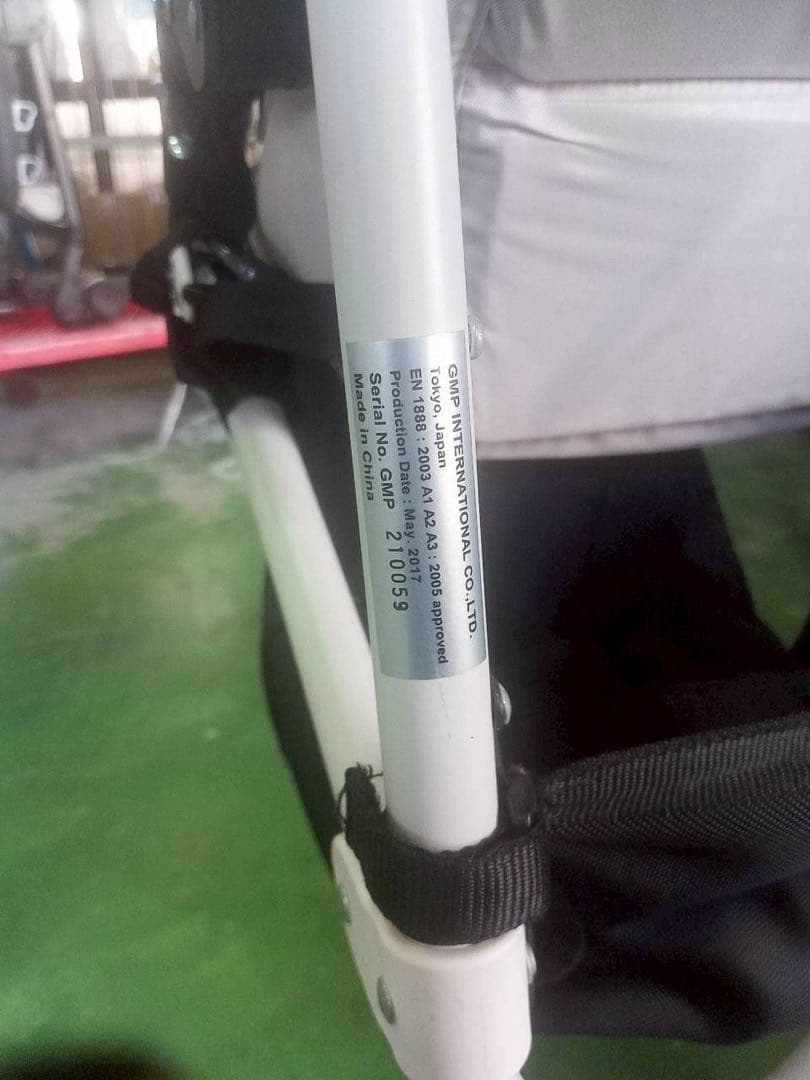 GMP INTERNATIONAL CO.,LTD.
Tokyo, Japan
EN 1888 : 2003 A1 A2 A3 : 2005 approved
Production Date : May. 2017
Serial No. GMP 210059
Made in China